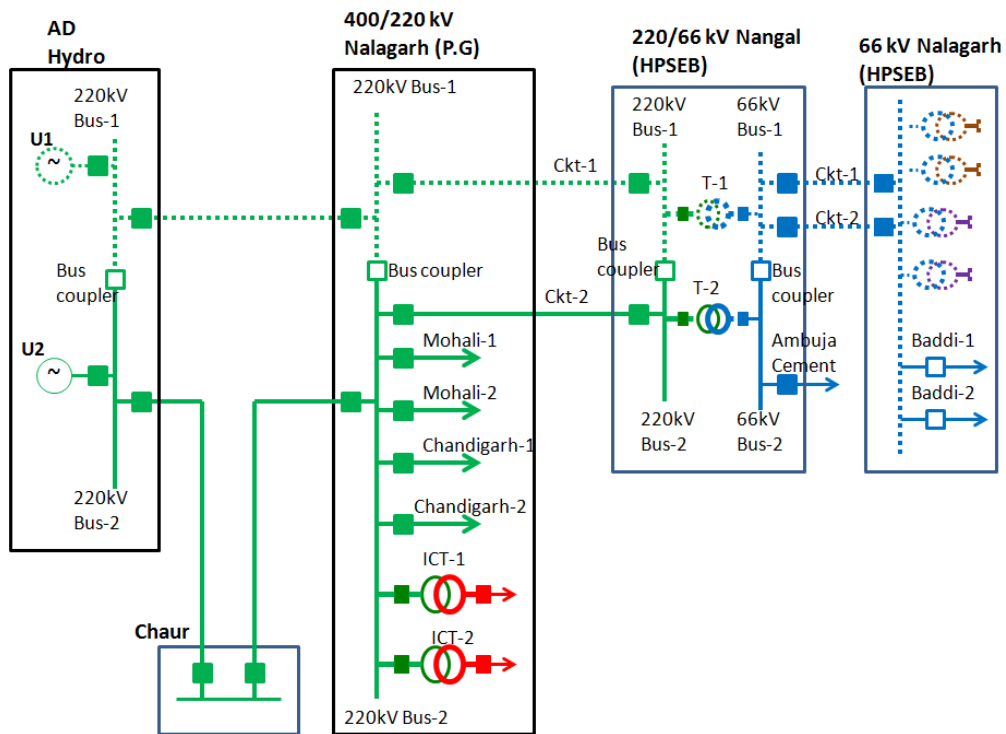 AD
Hydro
220kV
Bus-1
U1
~
Bus
coupler
U2
~
220kV
Bus-2
Chaur
400/220 kV
Nalagarh (P.G)
220kV Bus-1
Ckt-1
Bus coupler
Ckt-2
Mohali-1
Mohali-2
Chandigarh-1
Chandigarh-2
ICT-1
ICT-2
220kV Bus-2
220/66 kV Nangal
(HPSEB)
220kV
Bus-1
66kV
Bus-1
T-1
Bus
coupler
T-2
Bus
coupler
Ambuja
Cement
220kV
Bus-2
66kV
Bus-2
Ckt-1
Ckt-2
66 kV Nalagarh
(HPSEB)
Baddi-1
Baddi-2